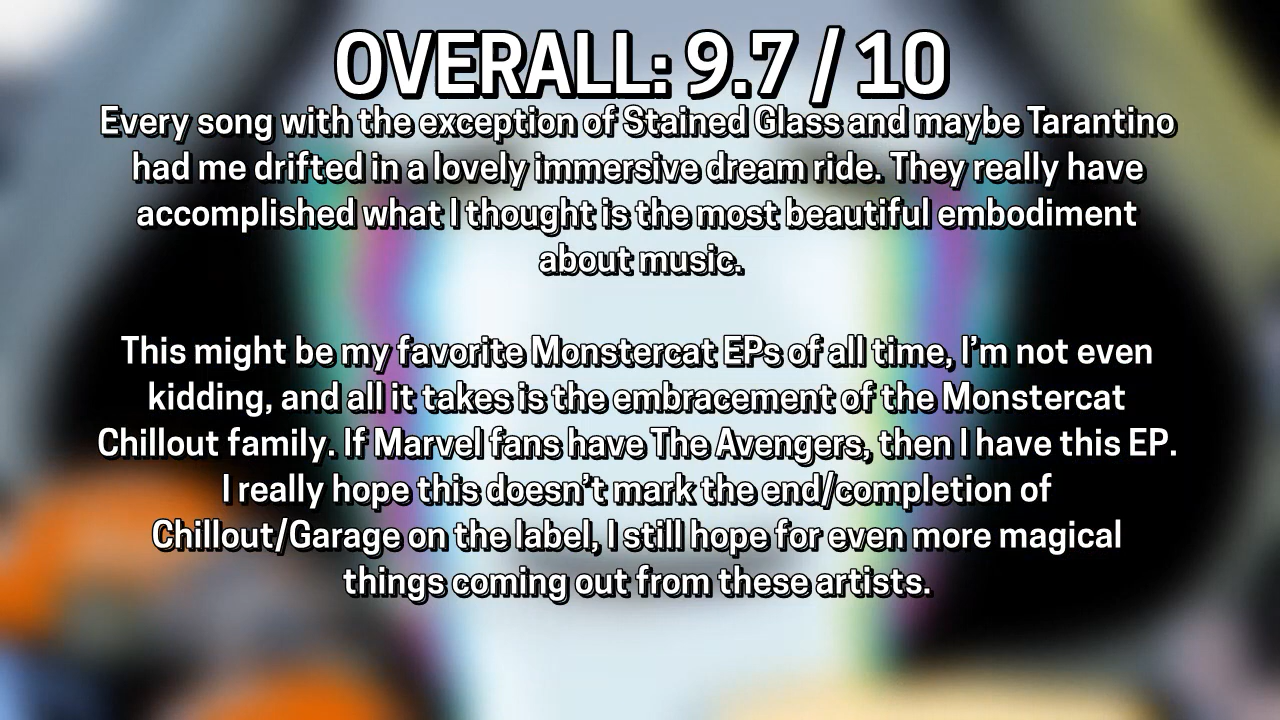 OVERALL: 9.7 / 10
Every song with the exception of Stained Glass and maybe Tarantino
had me drifted in a lovely immersive dream ride. They really have
accomplished what I thought is the most beautiful embodiment
about music.
This might be my favorite Monstercat EPs of all time, I'm not even
kidding, and all it takes is the embracement of the Monstercat
Chillout family. If Marvel fans have The Avengers, then I have this EP.
I really hope this doesn't mark the end/completion of
Chillout/Garage on the label, I still hope for even more magical
things coming out from these artists.